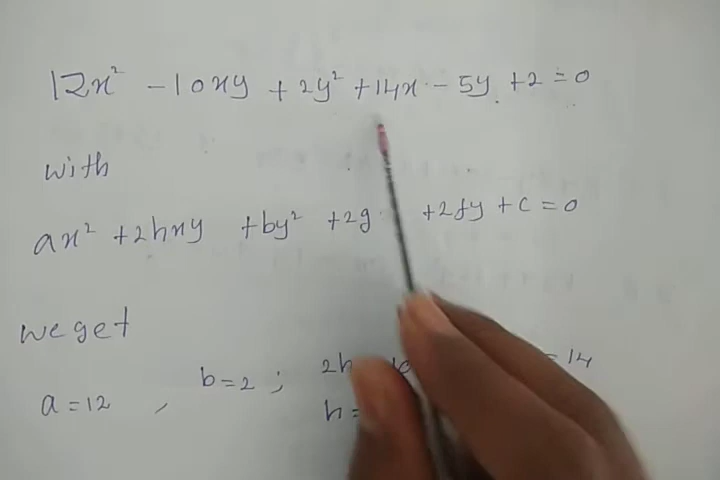 12x² - 10xy + 2y² + 14x - 5y + 2 = 0
with
ax² + 2hxy + by² + 2g + 2fy + c = 0
we get
a = 12 , b = 2 ; 2h = 14
h =